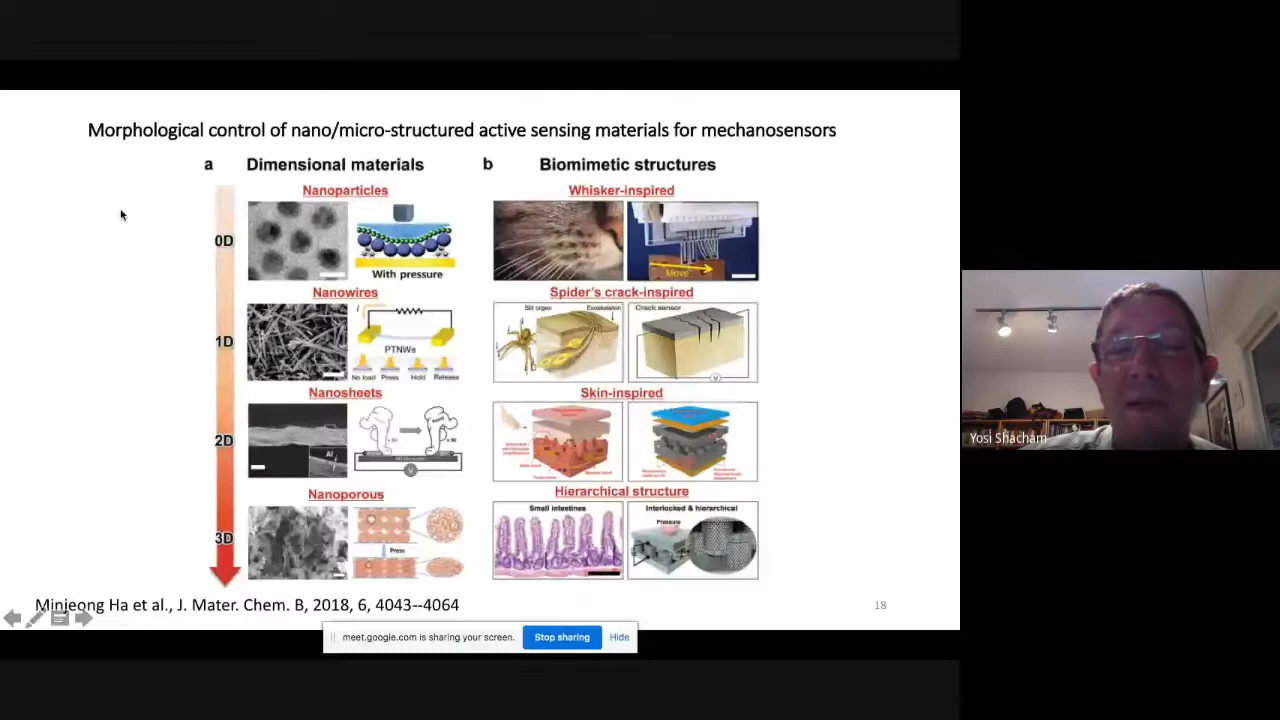 Morphological control of nano/micro-structured active sensing materials for mechanosensors
a Dimensional materials
b Biomimetic structures
Nanoparticles
Whisker-inspired
0D
With pressure
Move
Nanowires
Spider's crack-inspired
1D
PTNWs
No load Press Hold Release
Slit organ Exoskeleton
Crack sensor
V
Nanosheets
Skin-inspired
2D
Al
V
Nanoporous
Hierarchical structure
3D
Press
Small intestines
Interlocked & hierarchical
Pressure
Minjeong Ha et al., J. Mater. Chem. B, 2018, 6, 4043--4064
18
meet.google.com is sharing your screen.
Stop sharing
Hide
Yosi Shacham